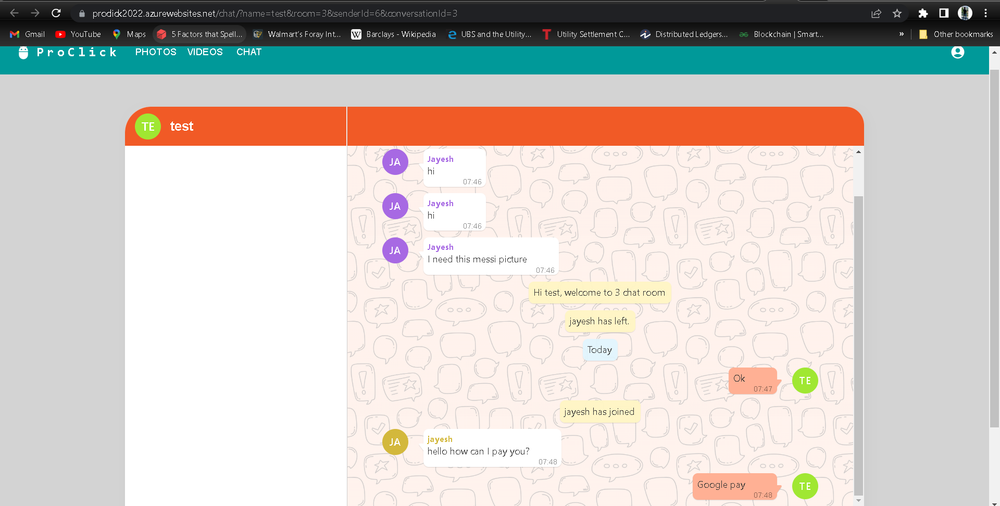 prodick2022.azurewebsites.net/chat/?name=test&room=3&senderId=6&conversationId=3
Gmail YouTube Maps 5 Factors that Spell... Walmart's Foray Int... Barclays - Wikipedia UBS and the Utility... Utility Settlement C... Distributed Ledgers... Blockchain | Smart... » Other bookmarks
ProClick PHOTOS VIDEOS CHAT
TE test
JA Jayesh
hi
07:46
JA Jayesh
hi
07:46
JA Jayesh
I need this messi picture
07:46
Hi test, welcome to 3 chat room
jayesh has left.
Today
Ok TE
07:47
jayesh has joined
JA jayesh
hello how can I pay you?
07:48
Google pay TE
07:48